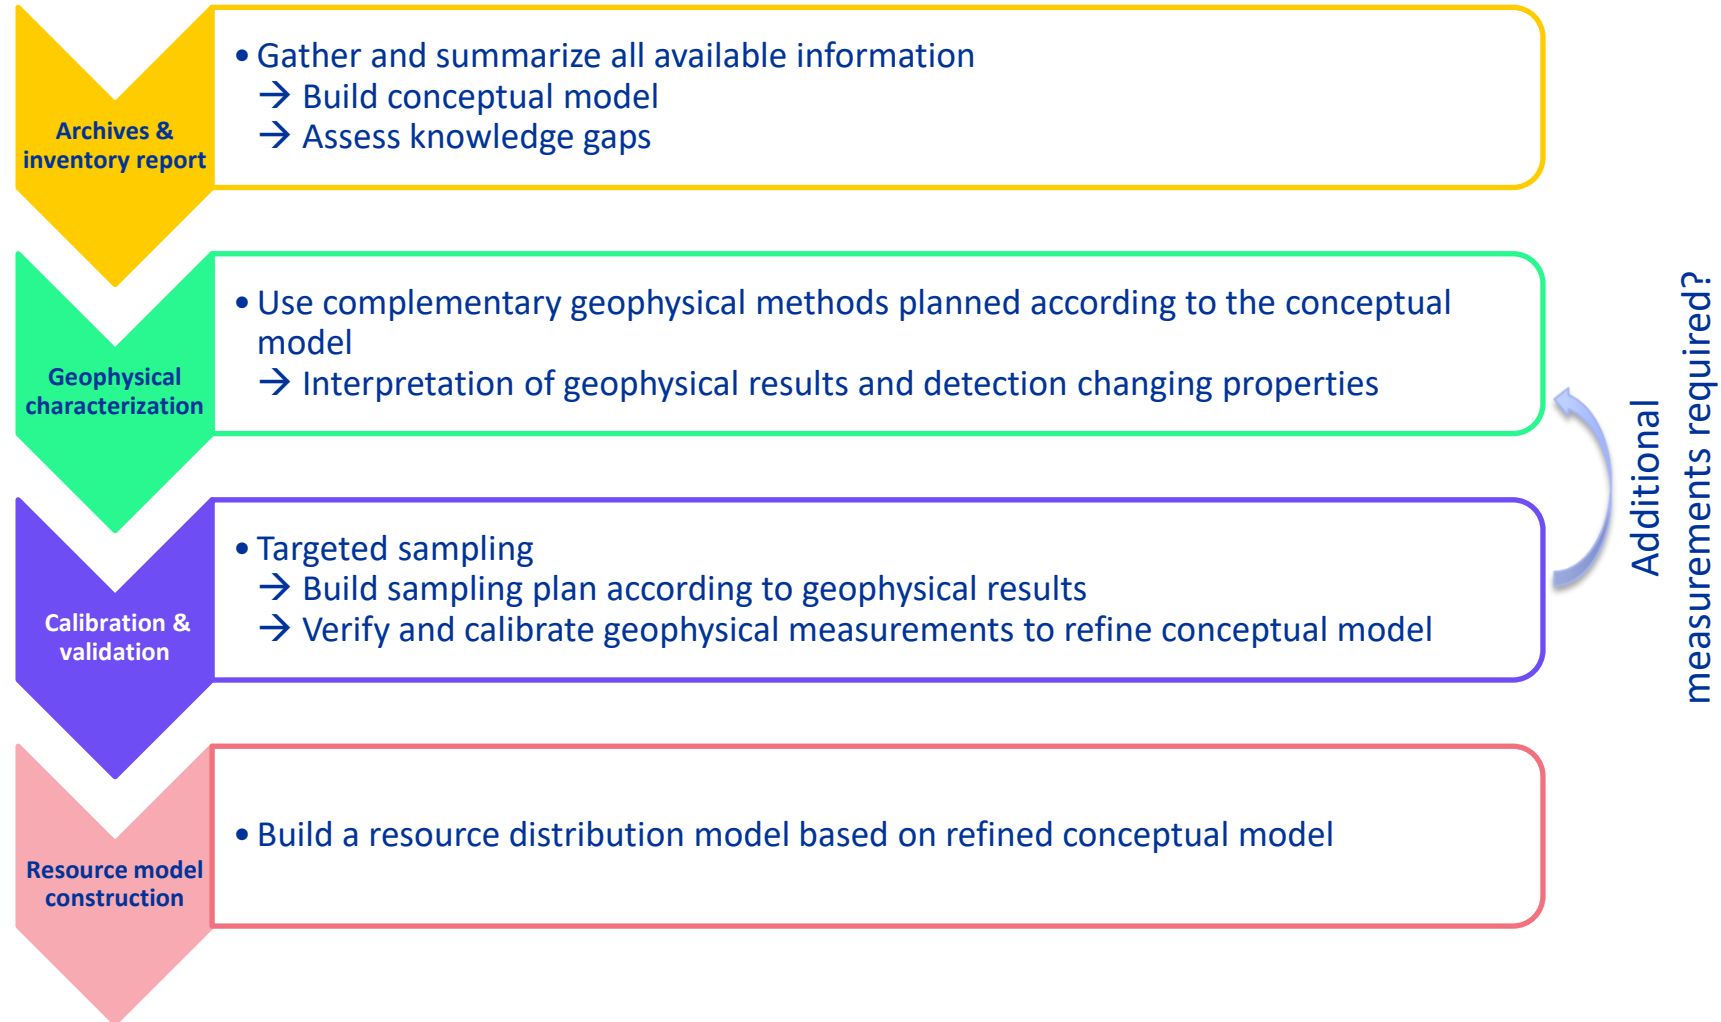 Archives &
inventory report
• Gather and summarize all available information
→ Build conceptual model
→ Assess knowledge gaps
Geophysical
characterization
• Use complementary geophysical methods planned according to the conceptual
model
→ Interpretation of geophysical results and detection changing properties
Calibration &
validation
• Targeted sampling
→ Build sampling plan according to geophysical results
→ Verify and calibrate geophysical measurements to refine conceptual model
Additional
measurements required?
Resource model
construction
• Build a resource distribution model based on refined conceptual model